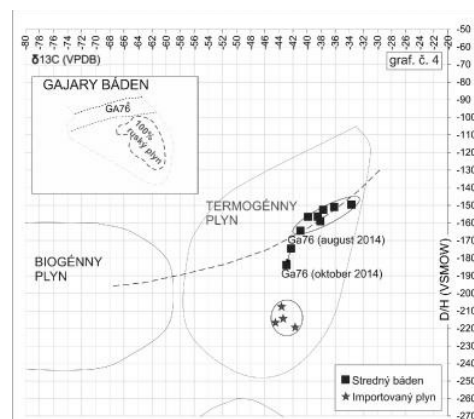 -80 -78 -76 -74 -72 -70 -68 -66 -64 -62 -60 -58 -56 -54 -52 -50 -48 -46 -44 -42 -40 -38 -36 -34 -32 -30 -28 -26 -24 -22 -20
δ13C (VPDB)
graf. č. 4
GAJARY BÁDEN
GA76
100%
ruský plyn
TERMOGÉNNY
PLYN
BIOGÉNNY
PLYN
Ga76 (august 2014)
Ga76 (oktober 2014)
Stredný báden
Importovaný plyn
-50
-60
-70
-80
-90
-100
-110
-120
-130
-140
-150
-160
-170
-180
-190
-200
-210
-220
-230
-240
-250
-260
-270
D/H (VSMOW)